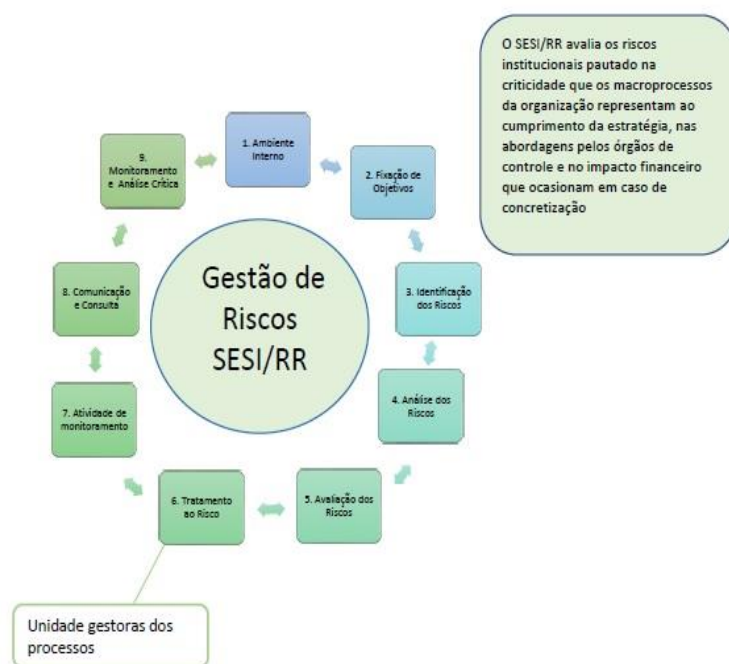 O SESI/RR avalia os riscos
institucionais pautado na
criticidade que os macroprocessos
da organização representam ao
cumprimento da estratégia, nas
abordagens pelos órgãos de
controle e no impacto financeiro
que ocasionam em caso de
concretização
1. Ambiente
Interno
2. Fixação de
Objetivos
3. Identificação
dos Riscos
4. Análise dos
Riscos
5. Avaliação dos
Riscos
6. Tratamento
ao Risco
7. Atividade de
monitoramento
8. Comunicação
e Consulta
9.
Monitoramento
e Análise Crítica
Gestão de
Riscos
SESI/RR
Unidade gestoras dos
processos